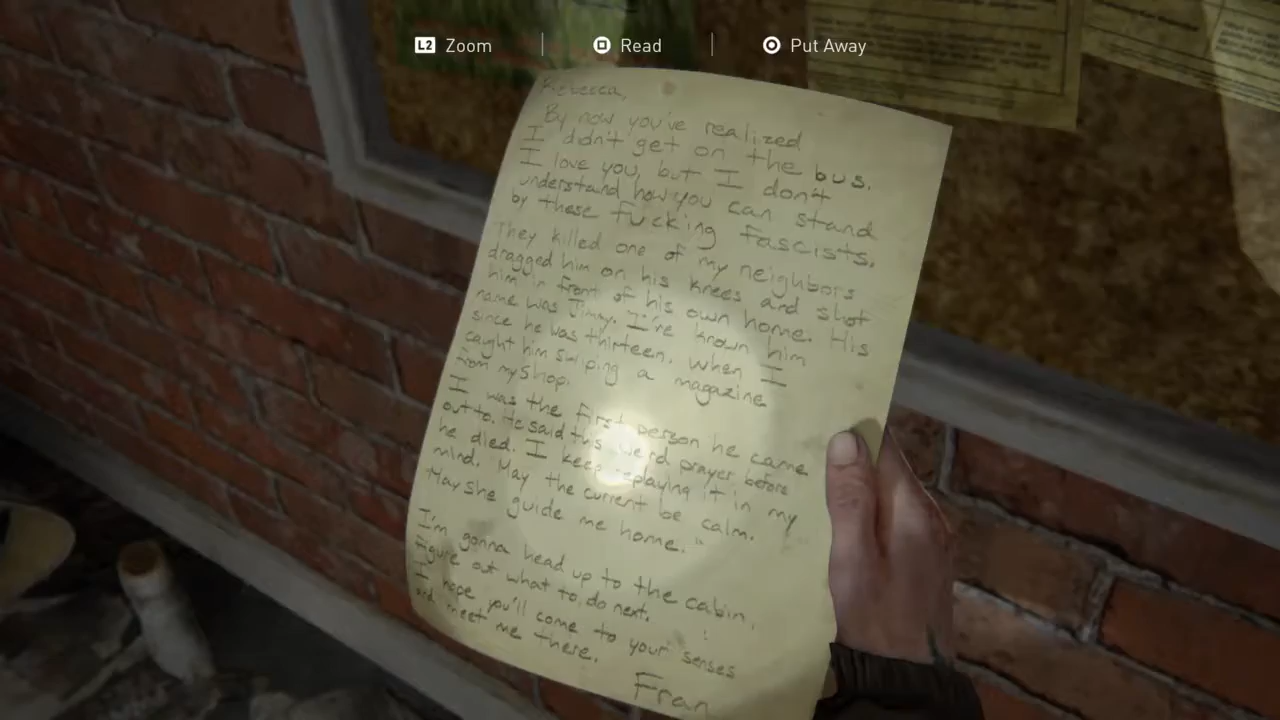 L2 Zoom
Read
Put Away
Rebecca,
By now you've realized
I didn't get on the bus.
I love you, but I don't
understand how you can stand
by these fucking fascists.
They killed one of my neighbors
dragged him on his knees and shot
him in front of his own home. His
name was Jimmy. I've known him
since he was thirteen. When I
caught him swiping a magazine
from my shop.
I was the first person he came
out to. He said this weird prayer before
he died. I keep replaying it in my
mind. May the current be calm.
May she guide me home."
I'm gonna head up to the cabin,
figure out what to do next.
I hope you'll come to your senses
and meet me there.
Fran